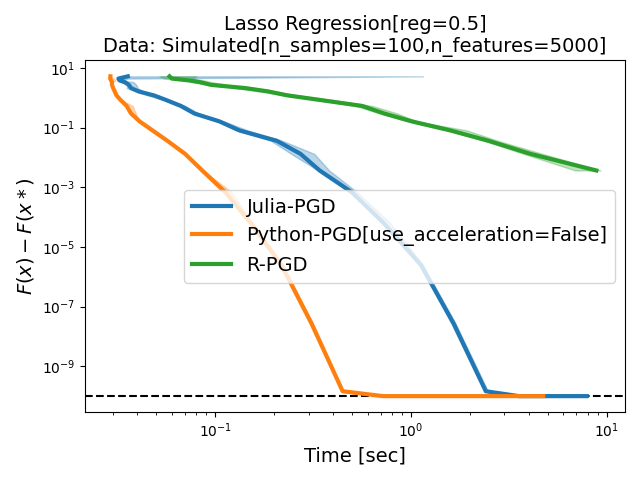 Lasso Regression[reg=0.5]
Data: Simulated[n_samples=100,n_features=5000]
F(x) − F(x*)
10¹
10⁻¹
10⁻³
10⁻⁵
10⁻⁷
10⁻⁹
Julia-PGD
Python-PGD[use_acceleration=False]
R-PGD
10⁻¹ 10⁰ 10¹
Time [sec]